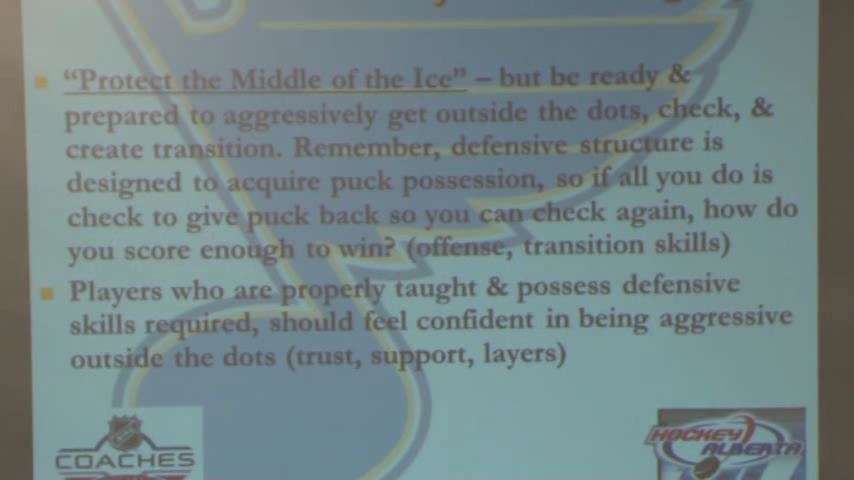 “Protect the Middle of the Ice” – but be ready &
prepared to aggressively get outside the dots, check, &
create transition. Remember, defensive structure is
designed to acquire puck possession, so if all you do is
check to give puck back so you can check again, how do
you score enough to win? (offense, transition skills)
Players who are properly taught & possess defensive
skills required, should feel confident in being aggressive
outside the dots (trust, support, layers)
COACHES
HOCKEY
ALBERTA